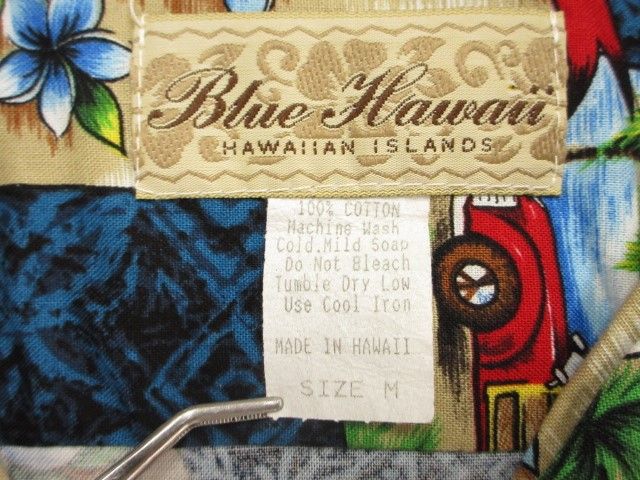 Blue Hawaii
HAWAIIAN ISLANDS
100% COTTON
Machine Wash
Cold.Mild Soap
Do Not Bleach
Tumble Dry Low
Use Cool Iron
MADE IN HAWAII
SIZE M